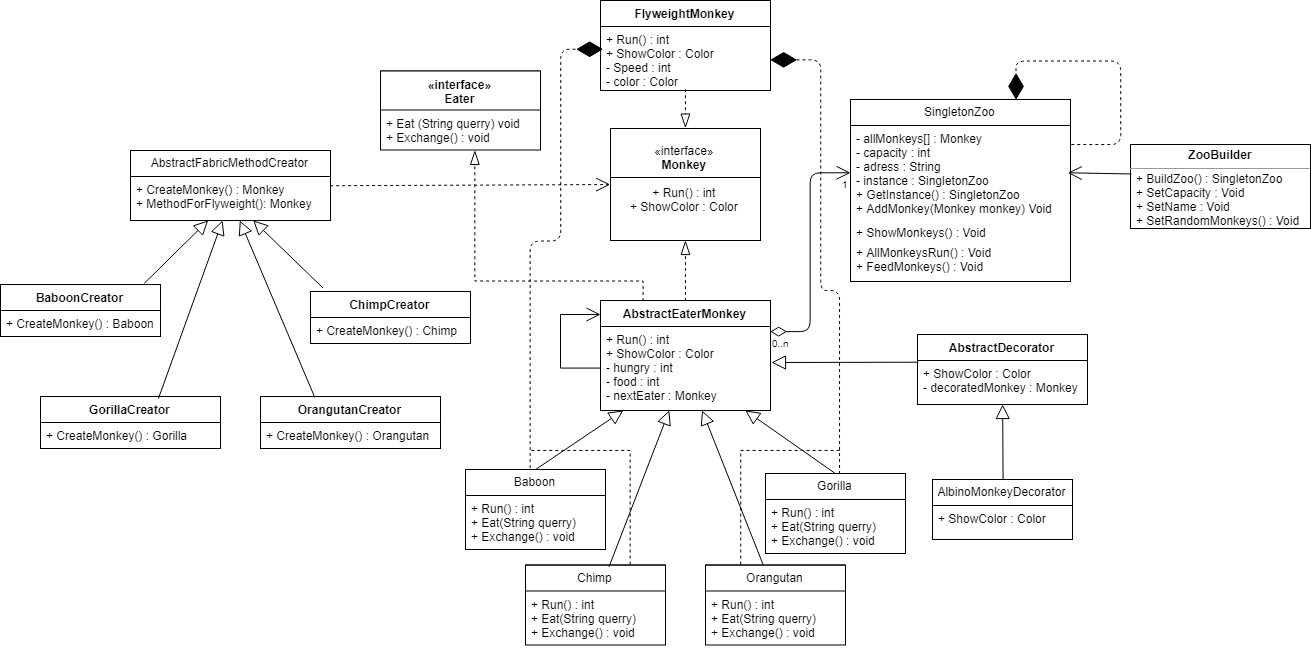 FlyweightMonkey
+ Run() : int
+ ShowColor : Color
- Speed : int
- color : Color
«interface»
Eater
+ Eat (String querry) void
+ Exchange() : void
«interface»
Monkey
+ Run() : int
+ ShowColor : Color
SingletonZoo
- allMonkeys[] : Monkey
- capacity : int
- adress : String
- instance : SingletonZoo
+ GetInstance() : SingletonZoo
+ AddMonkey(Monkey monkey) Void
+ ShowMonkeys() : Void
+ AllMonkeysRun() : Void
+ FeedMonkeys() : Void
1
ZooBuilder
+ BuildZoo() : SingletonZoo
+ SetCapacity : Void
+ SetName : Void
+ SetRandomMonkeys() : Void
AbstractFabricMethodCreator
+ CreateMonkey() : Monkey
+ MethodForFlyweight(): Monkey
BaboonCreator
+ CreateMonkey() : Baboon
ChimpCreator
+ CreateMonkey() : Chimp
GorillaCreator
+ CreateMonkey() : Gorilla
OrangutanCreator
+ CreateMonkey() : Orangutan
AbstractEaterMonkey
+ Run() : int
+ ShowColor : Color
- hungry : int
- food : int
- nextEater : Monkey
0..n
AbstractDecorator
+ ShowColor : Color
- decoratedMonkey : Monkey
AlbinoMonkeyDecorator
+ ShowColor : Color
Baboon
+ Run() : int
+ Eat(String querry)
+ Exchange() : void
Gorilla
+ Run() : int
+ Eat(String querry)
+ Exchange() : void
Chimp
+ Run() : int
+ Eat(String querry)
+ Exchange() : void
Orangutan
+ Run() : int
+ Eat(String querry)
+ Exchange() : void